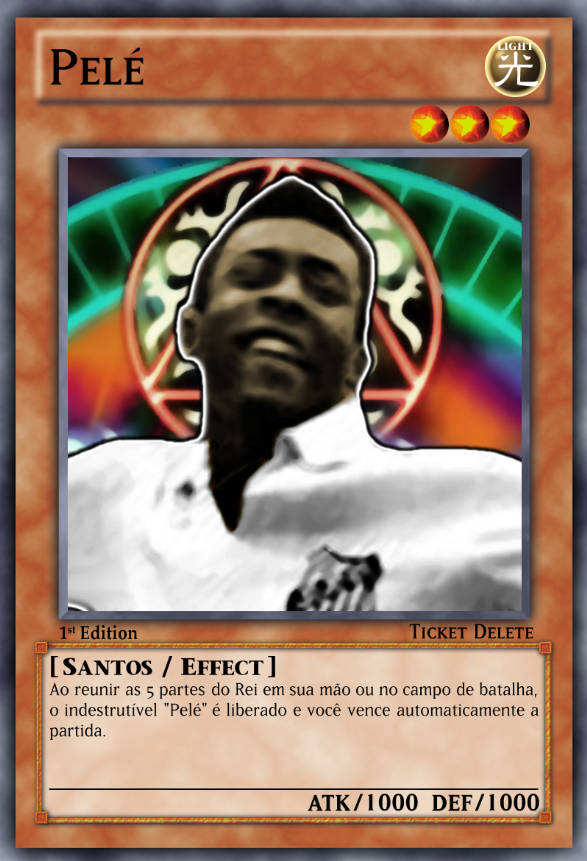 Pelé
LIGHT
光
1st Edition
Ticket Delete
[Santos / Effect]
Ao reunir as 5 partes do Rei em sua mão ou no campo de batalha,
o indestrutível "Pelé" é liberado e você vence automaticamente a
partida.
ATK/1000 DEF/1000